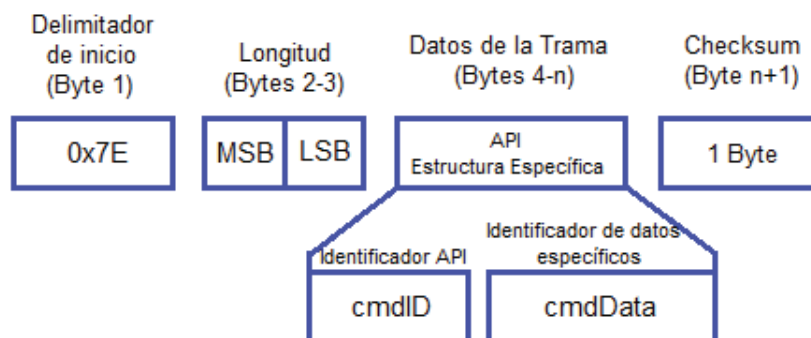 Delimitador
de inicio
(Byte 1)
Longitud
(Bytes 2-3)
Datos de la Trama
(Bytes 4-n)
Checksum
(Byte n+1)
0x7E
MSB
LSB
API
Estructura Específica
1 Byte
Identificador API
Identificador de datos
específicos
cmdID
cmdData